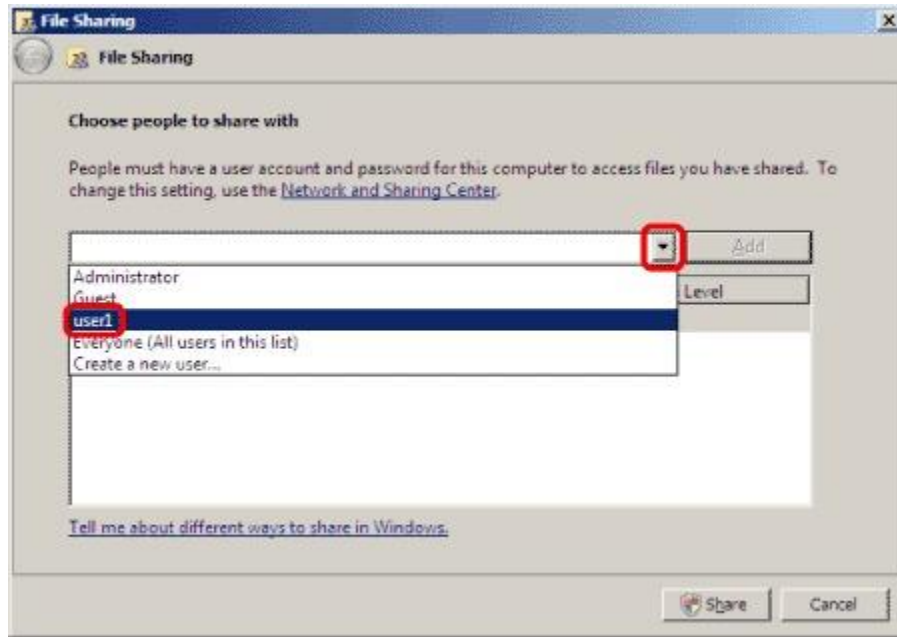 File Sharing
File Sharing
Choose people to share with
People must have a user account and password for this computer to access files you have shared. To
change this setting, use the Network and Sharing Center.
Add
Administrator
Guest
Level
user1
Everyone (All users in this list)
Create a new user...
Tell me about different ways to share in Windows.
Share
Cancel